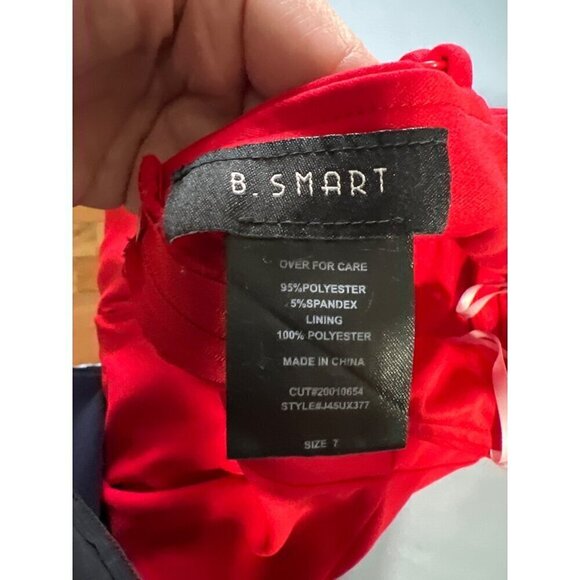 B. SMART
OVER FOR CARE
95%POLYESTER
5%SPANDEX
LINING
100% POLYESTER
MADE IN CHINA
CUT#20010654
STYLE#J45UX377
SIZE 7